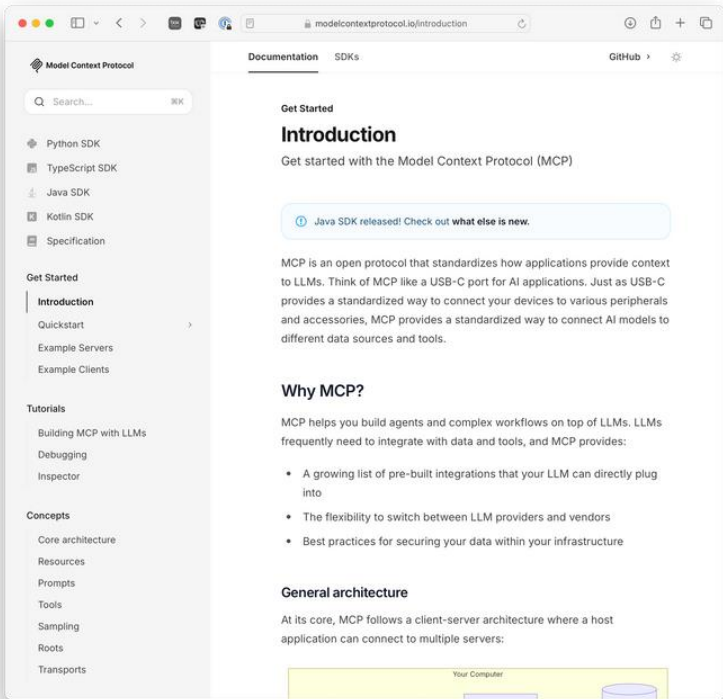 modelcontextprotocol.io/introduction
Model Context Protocol
Search...
⌘K
Python SDK
TypeScript SDK
Java SDK
Kotlin SDK
Specification
Get Started
Introduction
Quickstart
Example Servers
Example Clients
Tutorials
Building MCP with LLMs
Debugging
Inspector
Concepts
Core architecture
Resources
Prompts
Tools
Sampling
Roots
Transports
Documentation SDKs
GitHub
Get Started
Introduction
Get started with the Model Context Protocol (MCP)
Java SDK released! Check out what else is new.
MCP is an open protocol that standardizes how applications provide context
to LLMs. Think of MCP like a USB-C port for AI applications. Just as USB-C
provides a standardized way to connect your devices to various peripherals
and accessories, MCP provides a standardized way to connect AI models to
different data sources and tools.
Why MCP?
MCP helps you build agents and complex workflows on top of LLMs. LLMs
frequently need to integrate with data and tools, and MCP provides:
• A growing list of pre-built integrations that your LLM can directly plug
into
• The flexibility to switch between LLM providers and vendors
• Best practices for securing your data within your infrastructure
General architecture
At its core, MCP follows a client-server architecture where a host
application can connect to multiple servers:
Your Computer